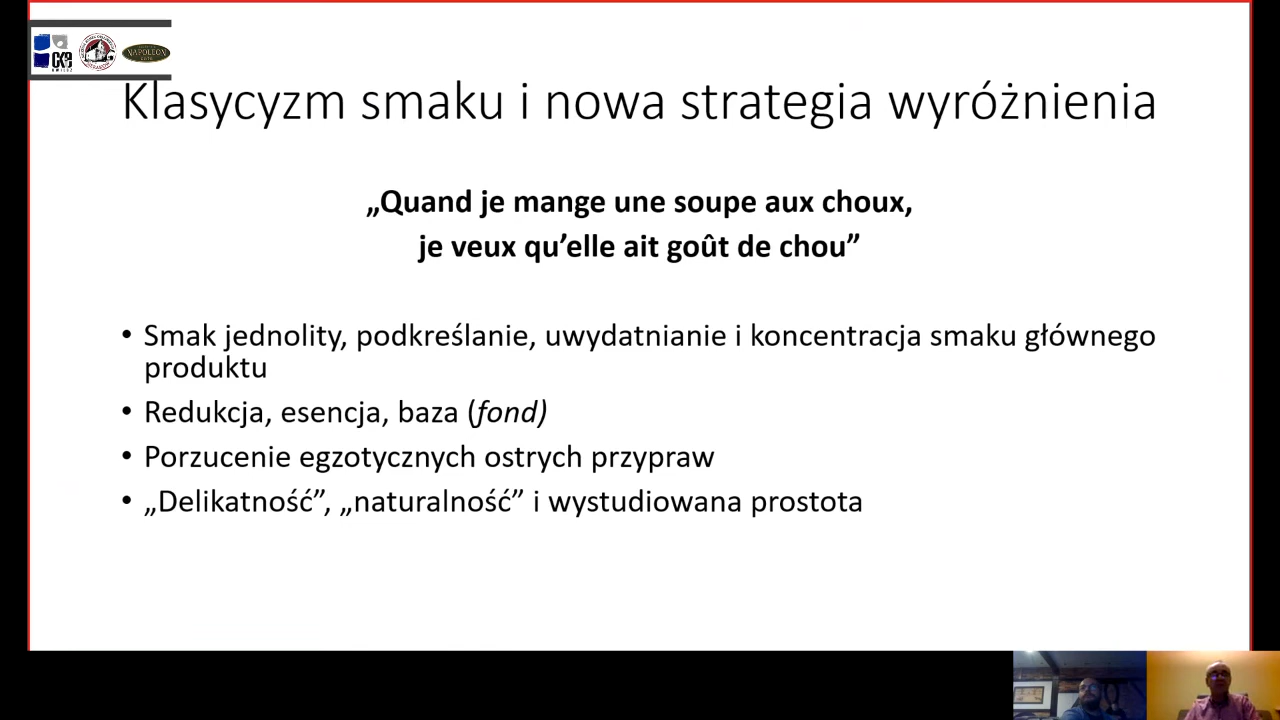 CKE
NAPOLEON
Klasycyzm smaku i nowa strategia wyróżnienia
„Quand je mange une soupe aux choux,
je veux qu’elle ait goût de chou”
• Smak jednolity, podkreślanie, uwydatnianie i koncentracja smaku głównego
produktu
• Redukcja, esencja, baza (fond)
• Porzucenie egzotycznych ostrych przypraw
• „Delikatność”, „naturalność” i wystudiowana prostota